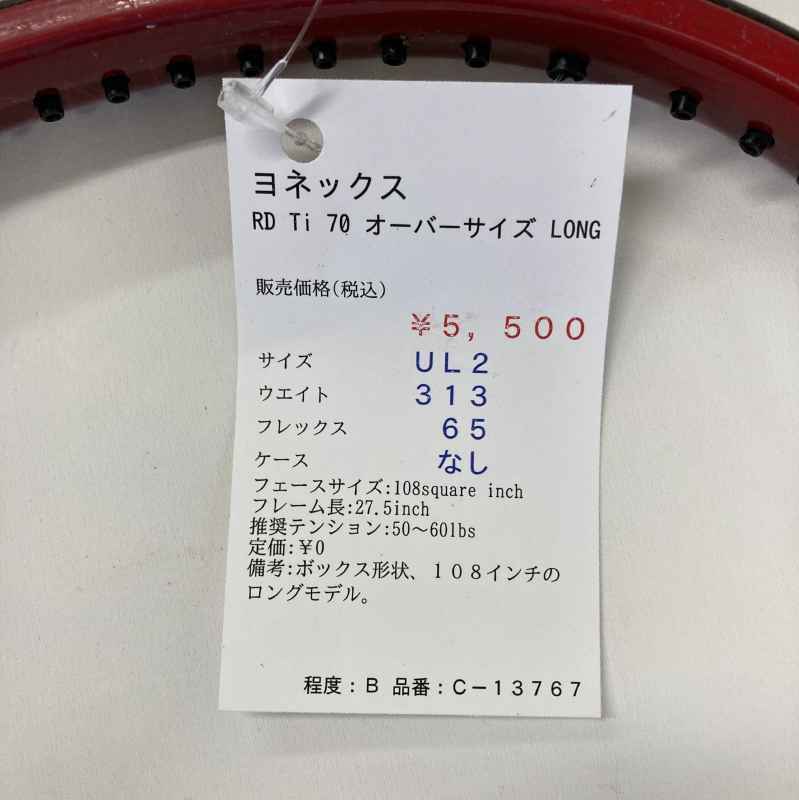 ヨネックス
RD Ti 70 オーバーサイズ LONG
販売価格(税込)
￥５，５００
サイズ ＵＬ２
ウエイト ３１３
フレックス ６５
ケース なし
フェースサイズ:108square inch
フレーム長:27.5inch
推奨テンション:50～60lbs
定価:￥0
備考:ボックス形状、１０８インチの
ロングモデル。
程度：Ｂ 品番：Ｃ－１３７６７